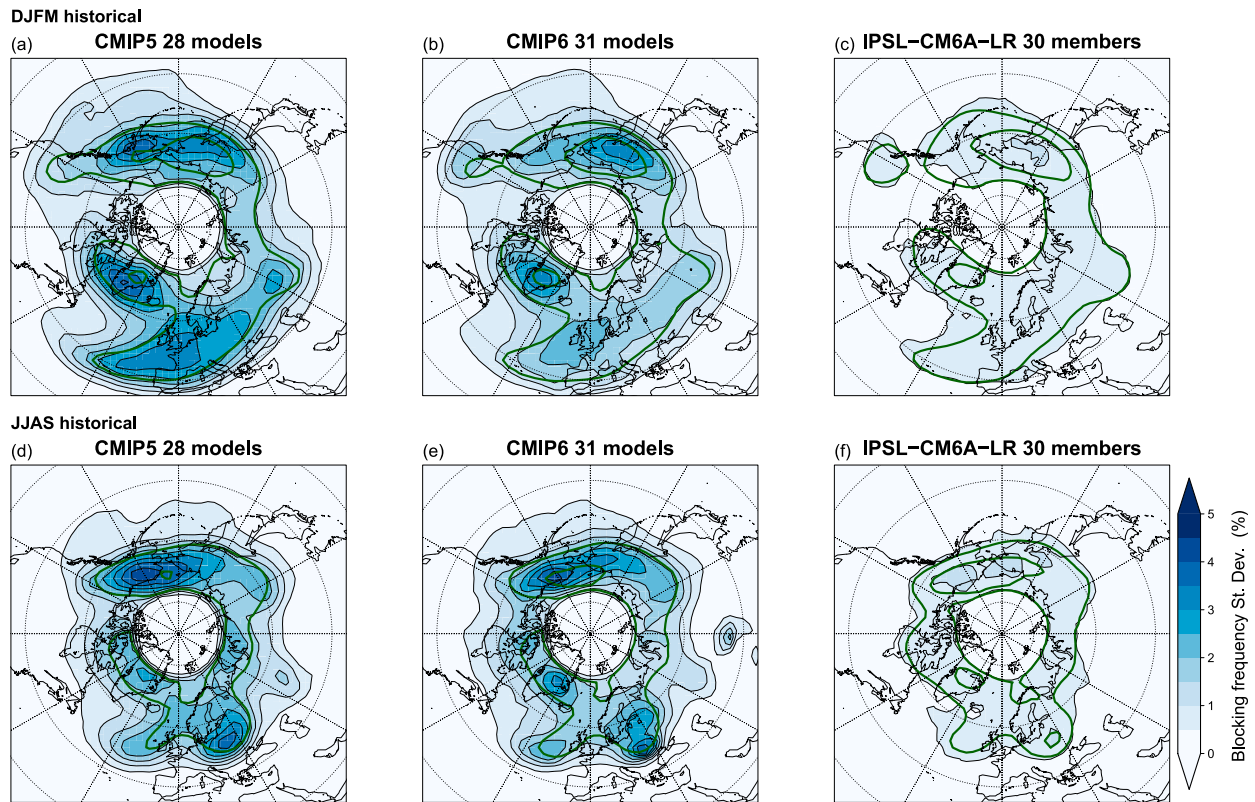 DJFM historical
(a) CMIP5 28 models
(b) CMIP6 31 models
(c) IPSL−CM6A−LR 30 members
JJAS historical
(d) CMIP5 28 models
(e) CMIP6 31 models
(f) IPSL−CM6A−LR 30 members
5
4
3
2
1
0
Blocking frequency St. Dev. (%)